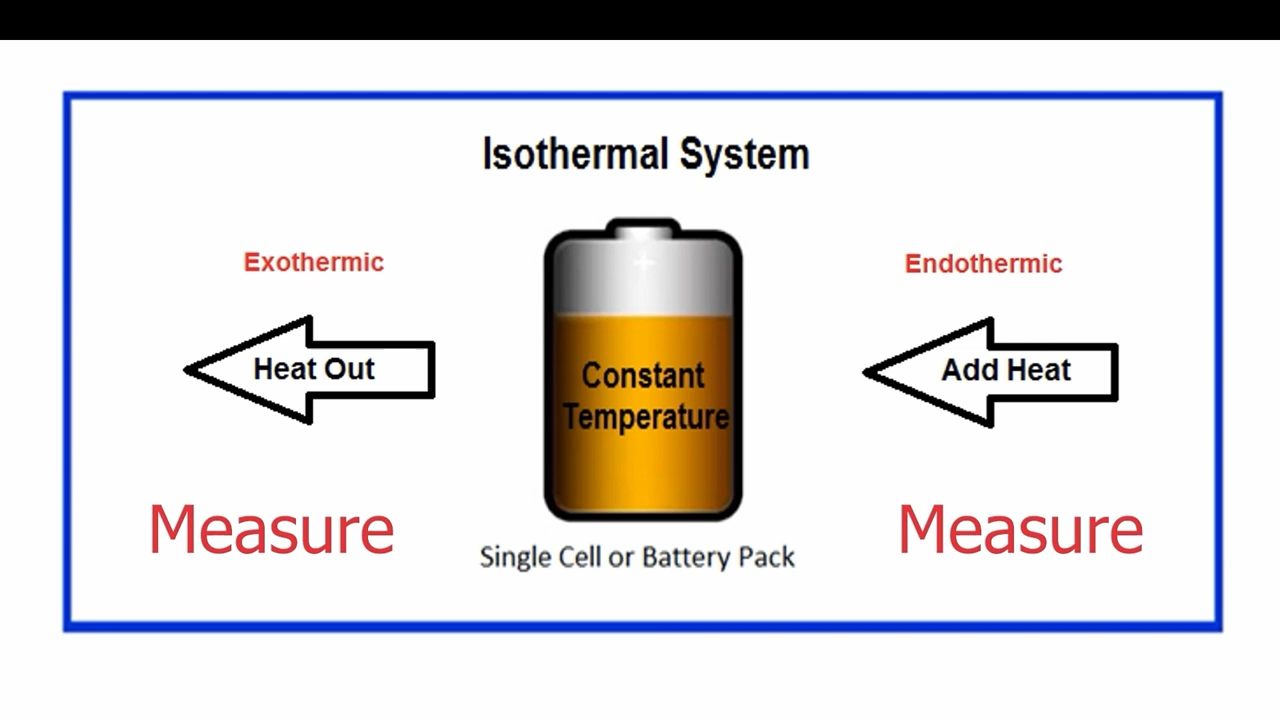 Isothermal System
Exothermic
Endothermic
+
Heat Out
Constant
Temperature
Add Heat
Measure
Measure
Single Cell or Battery Pack